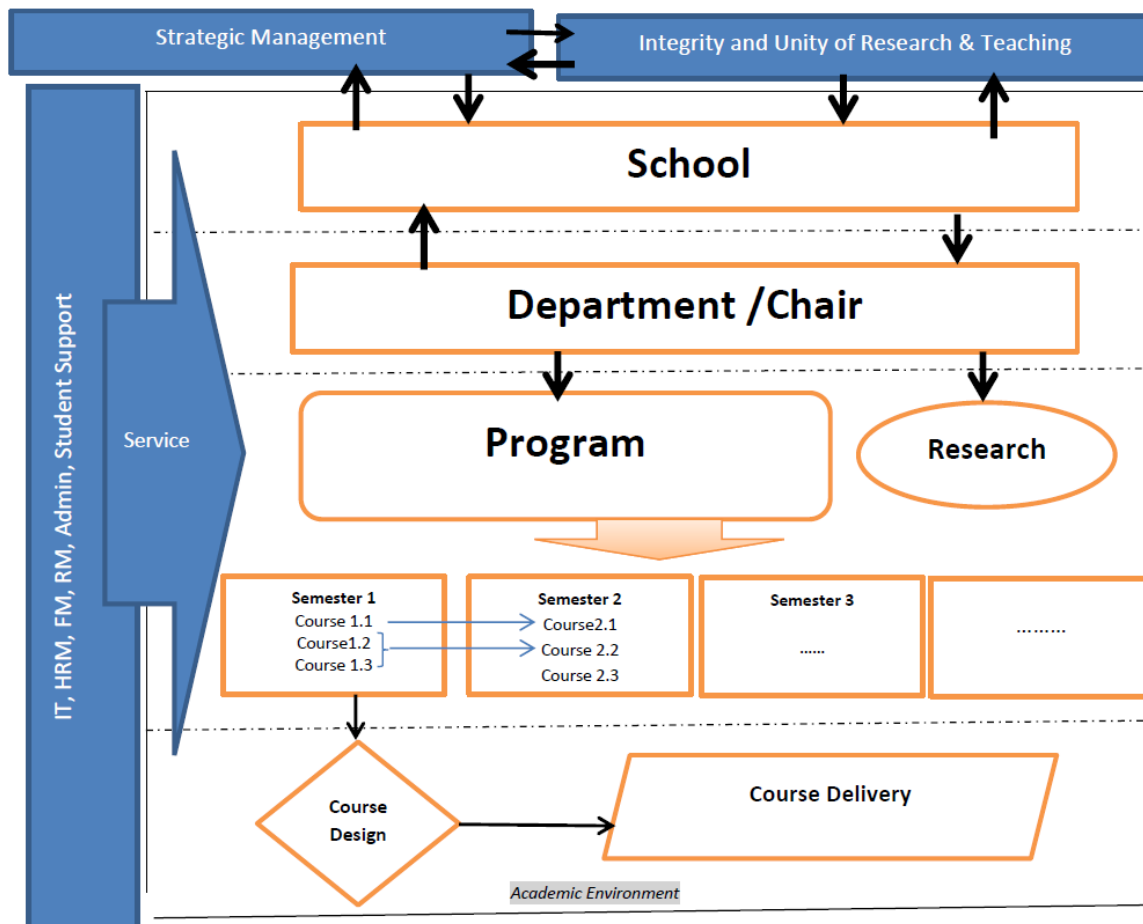 Strategic Management
Integrity and Unity of Research & Teaching
School
Department /Chair
Program
Research
IT, HRM, FM, RM, Admin, Student Support
Service
Semester 1
Course 1.1
Course1.2
Course 1.3
Semester 2
Course2.1
Course 2.2
Course 2.3
Semester 3
......
.........
Course
Design
Course Delivery
Academic Environment